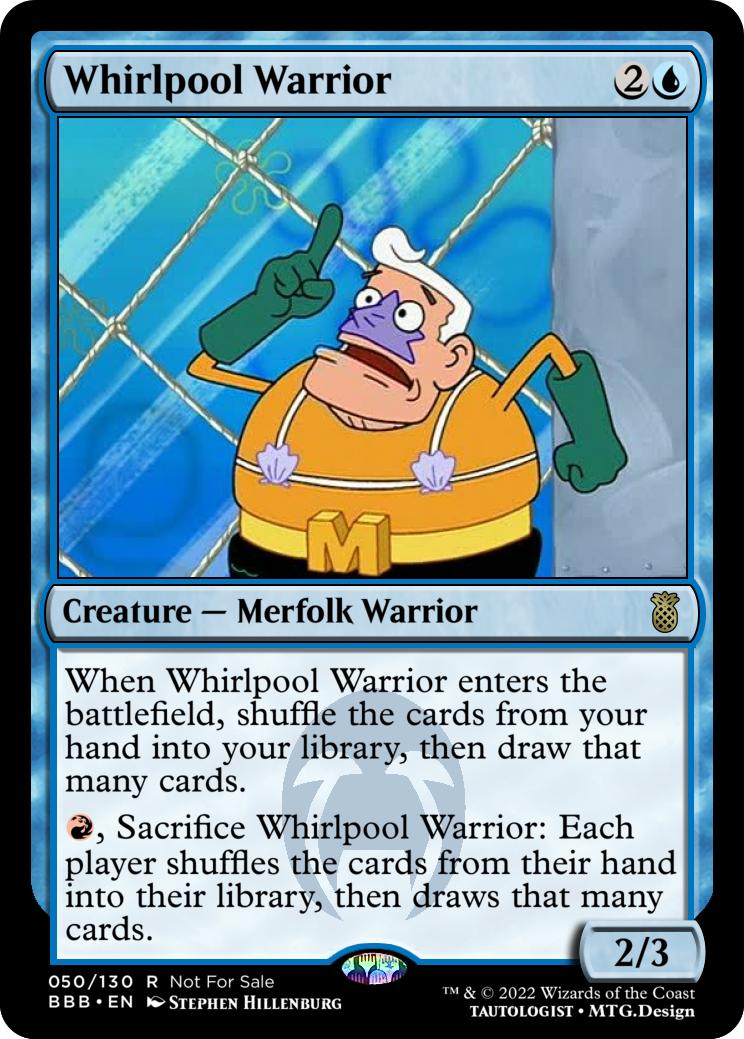 Whirlpool Warrior 2
M
Creature — Merfolk Warrior
When Whirlpool Warrior enters the
battlefield, shuffle the cards from your
hand into your library, then draw that
many cards.
, Sacrifice Whirlpool Warrior: Each
player shuffles the cards from their hand
into their library, then draws that many
cards.
2/3
050/130 R Not For Sale
BBB • EN Stephen Hillenburg
™ & © 2022 Wizards of the Coast
TAUTOLOGIST • MTG.Design